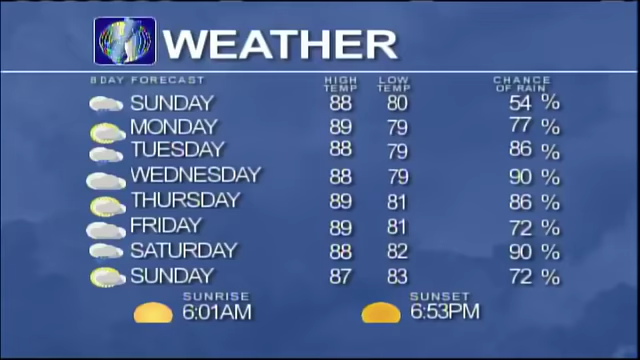 WEATHER
8 DAY FORECAST HIGH TEMP LOW TEMP CHANCE OF RAIN
SUNDAY 88 80 54 %
MONDAY 89 79 77 %
TUESDAY 88 79 86 %
WEDNESDAY 88 79 90 %
THURSDAY 89 81 86 %
FRIDAY 89 81 72 %
SATURDAY 88 82 90 %
SUNDAY 87 83 72 %
SUNRISE SUNSET
6:01AM 6:53PM